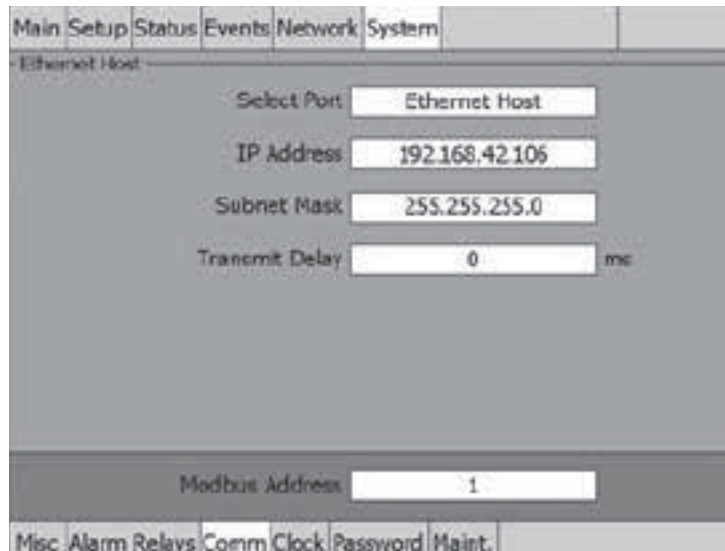 Main Setup Status Events Network System
Ethernet Host
Select Port Ethernet Host
IP Address 192.168.42.106
Subnet Mask 255.255.255.0
Transmit Delay 0 ms
Modbus Address 1
Misc Alarm Relays Comm Clock Password Maint.